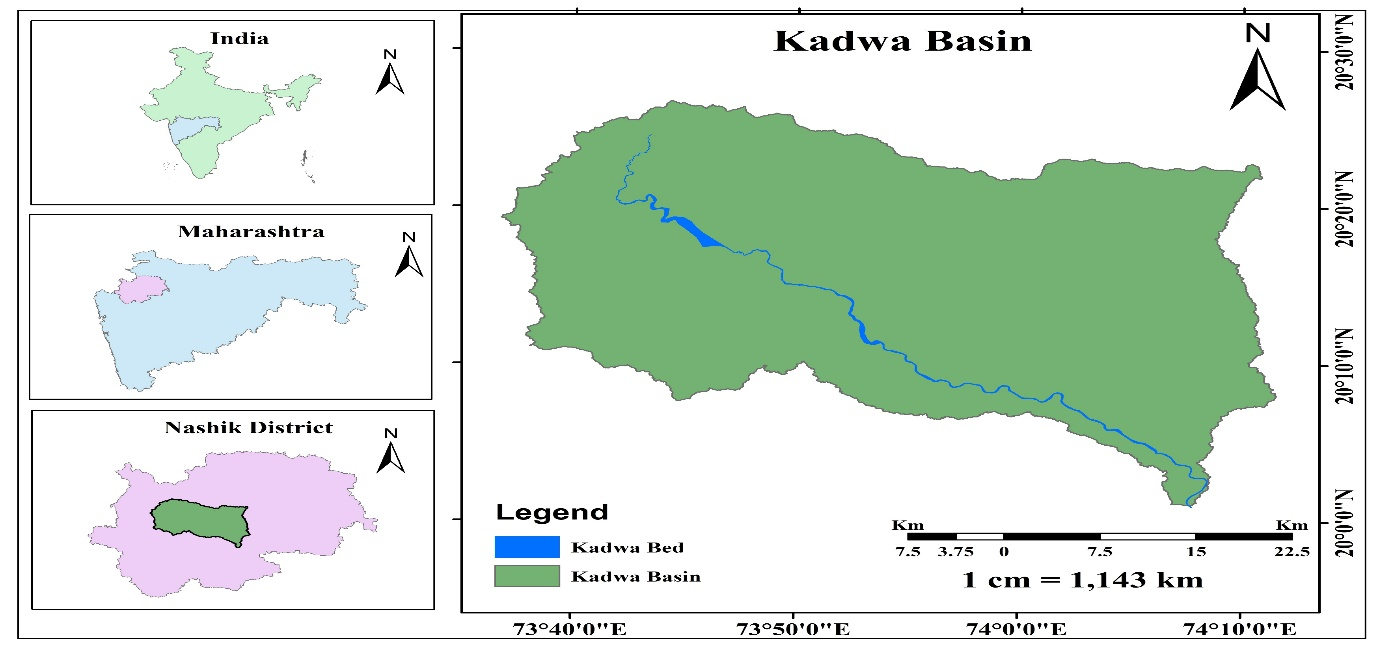 India
N
Maharashtra
N
Nashik District
N
Kadwa Basin
N
20°30'0"N
20°20'0"N
20°10'0"N
20°0'0"N
Legend
Kadwa Bed
Kadwa Basin
Km Km
7.5 3.75 0 7.5 15 22.5
1 cm = 1,143 km
73°40'0"E 73°50'0"E 74°0'0"E 74°10'0"E